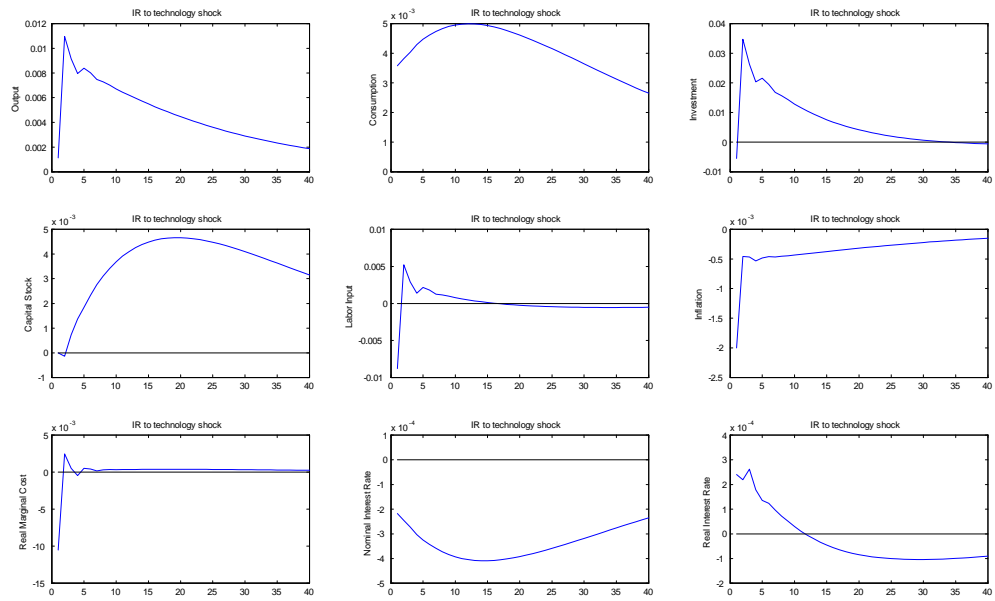 IR to technology shock
0.012
0.01
0.008
0.006
0.004
0.002
0
Output
0 5 10 15 20 25 30 35 40
IR to technology shock
x 10-3
5
4
3
2
1
0
Consumption
0 5 10 15 20 25 30 35 40
IR to technology shock
0.04
0.03
0.02
0.01
0
-0.01
Investment
0 5 10 15 20 25 30 35 40
IR to technology shock
x 10-3
5
4
3
2
1
0
-1
Capital Stock
0 5 10 15 20 25 30 35 40
IR to technology shock
0.01
0.005
0
-0.005
-0.01
Labor Input
0 5 10 15 20 25 30 35 40
IR to technology shock
x 10-3
0
-0.5
-1
-1.5
-2
-2.5
Inflation
0 5 10 15 20 25 30 35 40
IR to technology shock
x 10-3
5
0
-5
-10
-15
Real Marginal Cost
0 5 10 15 20 25 30 35 40
IR to technology shock
x 10-4
1
0
-1
-2
-3
-4
-5
Nominal Interest Rate
0 5 10 15 20 25 30 35 40
IR to technology shock
x 10-4
4
3
2
1
0
-1
-2
Real Interest Rate
0 5 10 15 20 25 30 35 40